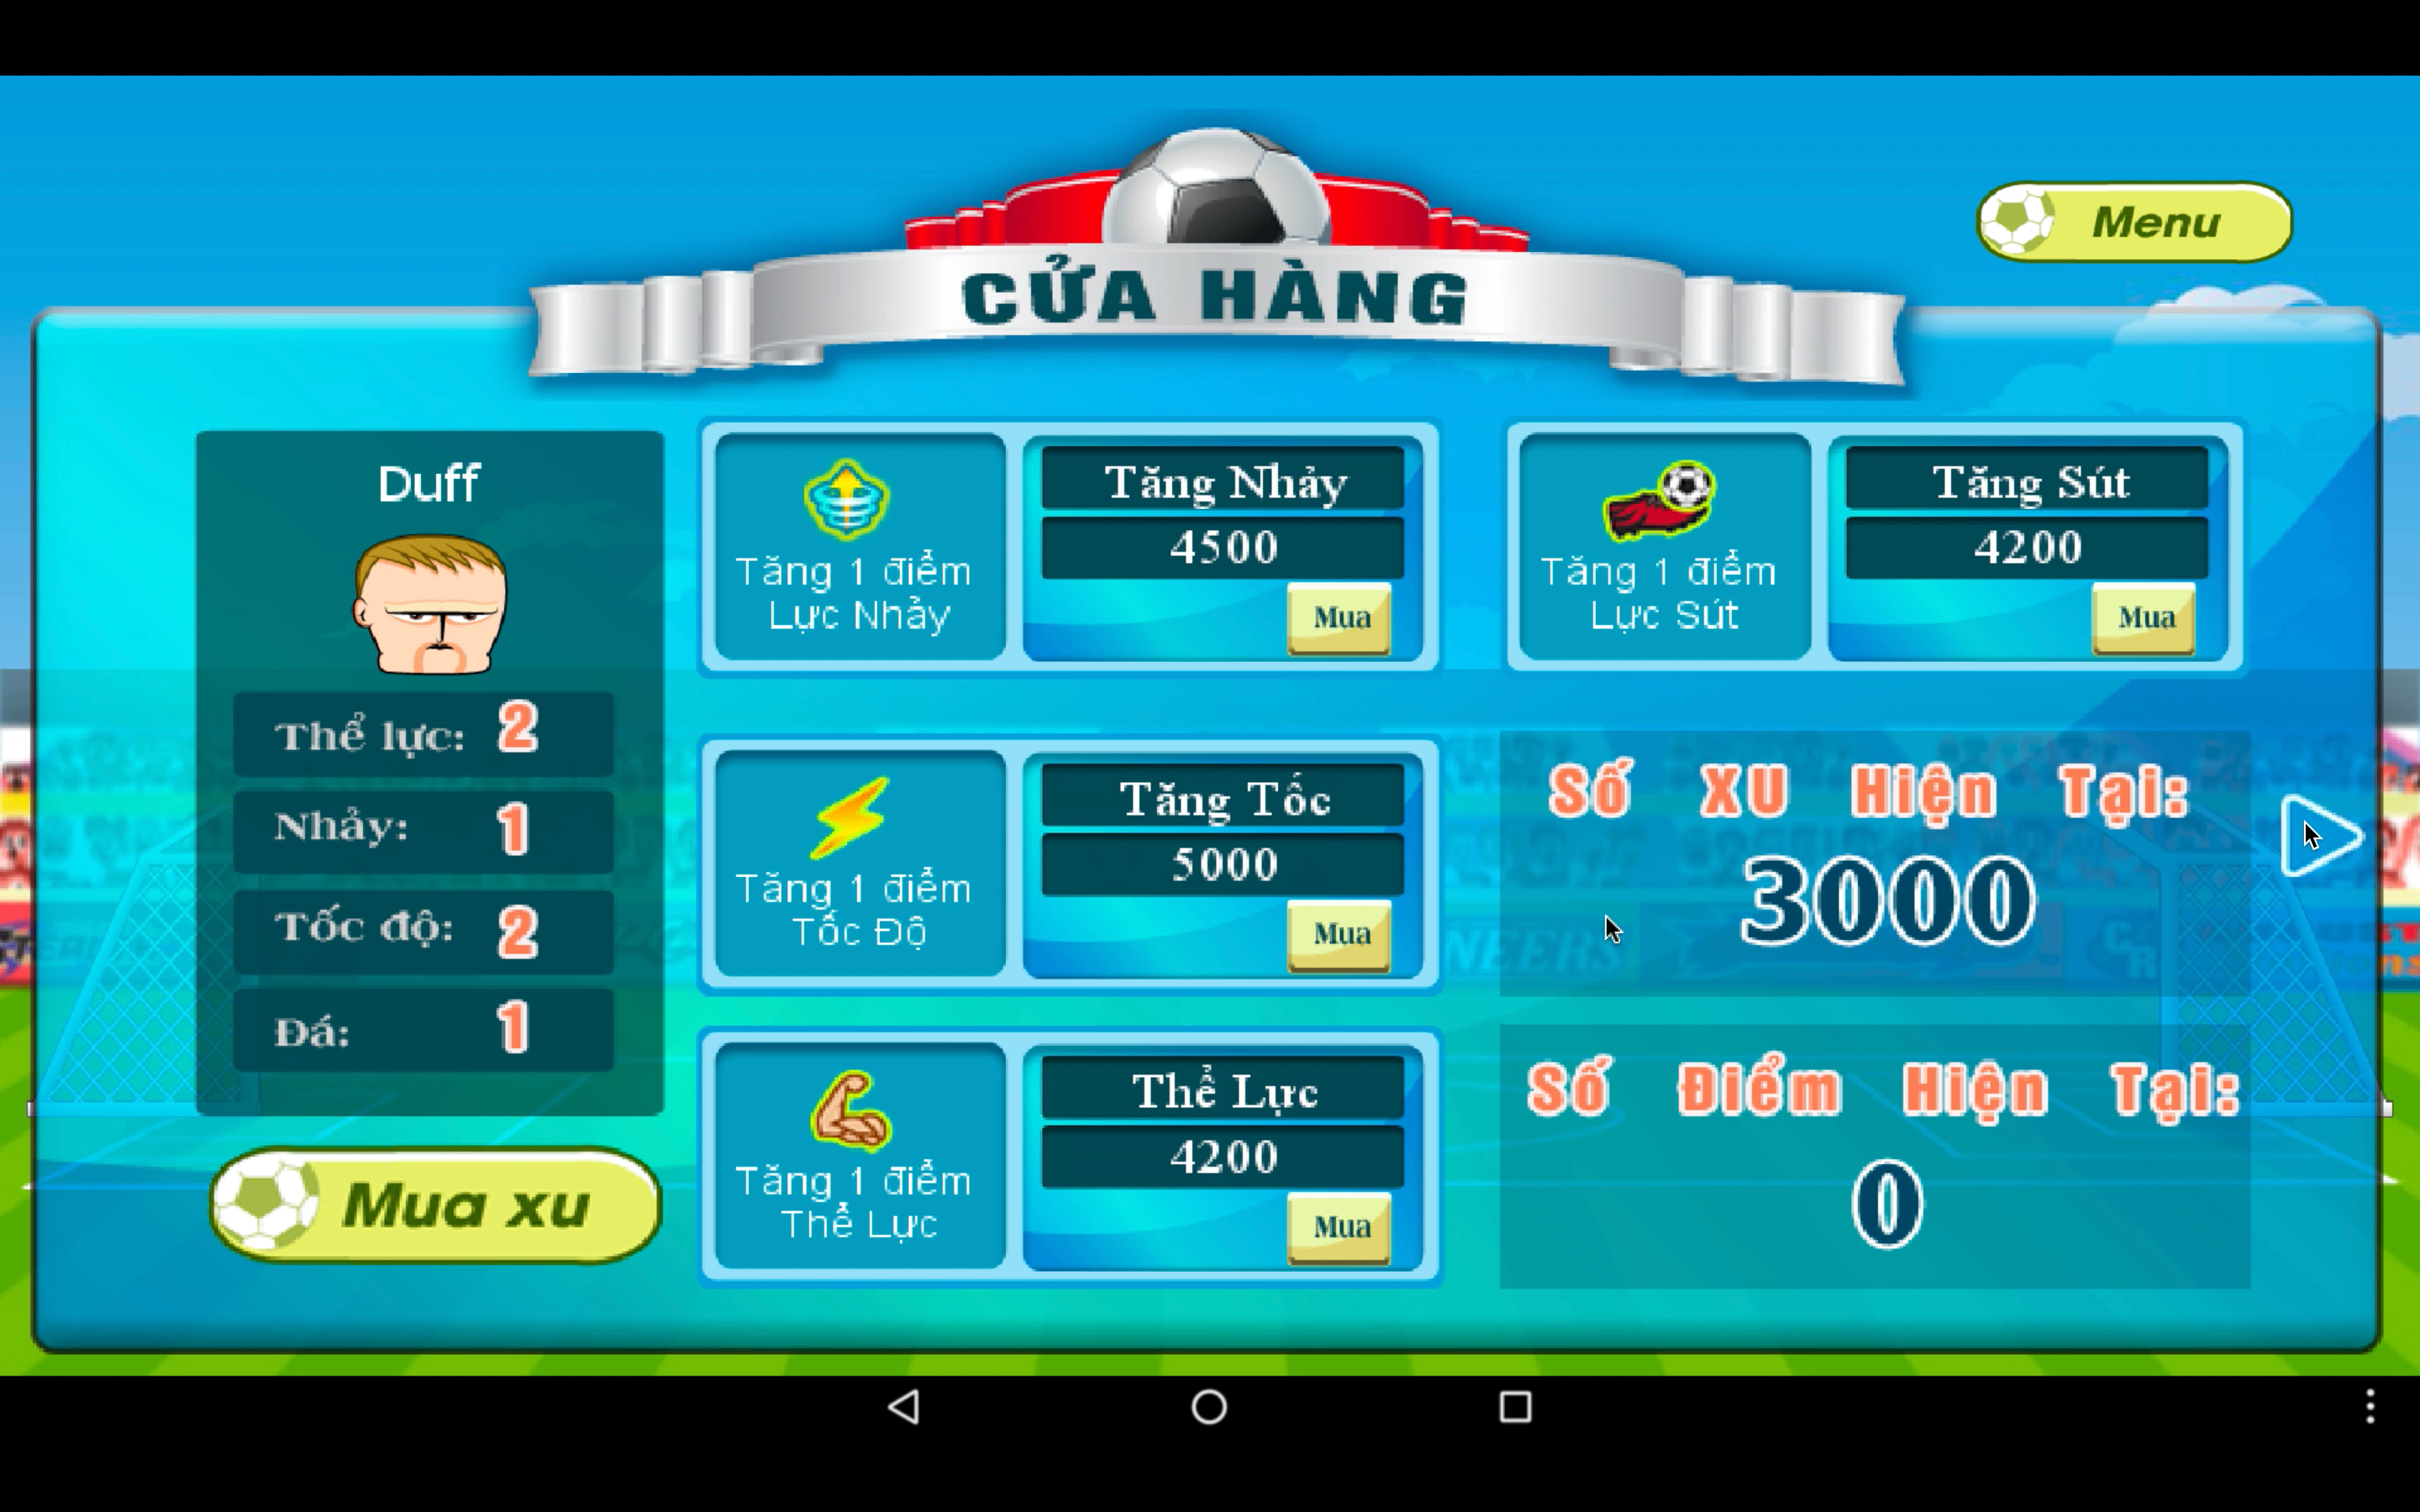 CỬA HÀNG
Menu
Duff
Thể lực: 2
Nhảy: 1
Tốc độ: 2
Đá: 1
Mua xu
Tăng 1 điểm
Lực Nhảy
Tăng Nhảy
4500
Mua
Tăng 1 điểm
Lực Sút
Tăng Sút
4200
Mua
Tăng 1 điểm
Tốc Độ
Tăng Tốc
5000
Mua
Số XU Hiện Tại:
3000
Tăng 1 điểm
Thể Lực
Thể Lực
4200
Mua
Số Điểm Hiện Tại:
0
NEERS
CR